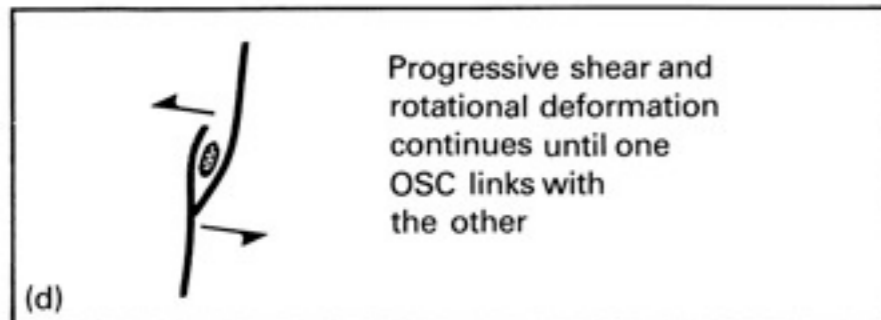 Progressive shear and
rotational deformation
continues until one
OSC links with
the other
(d)